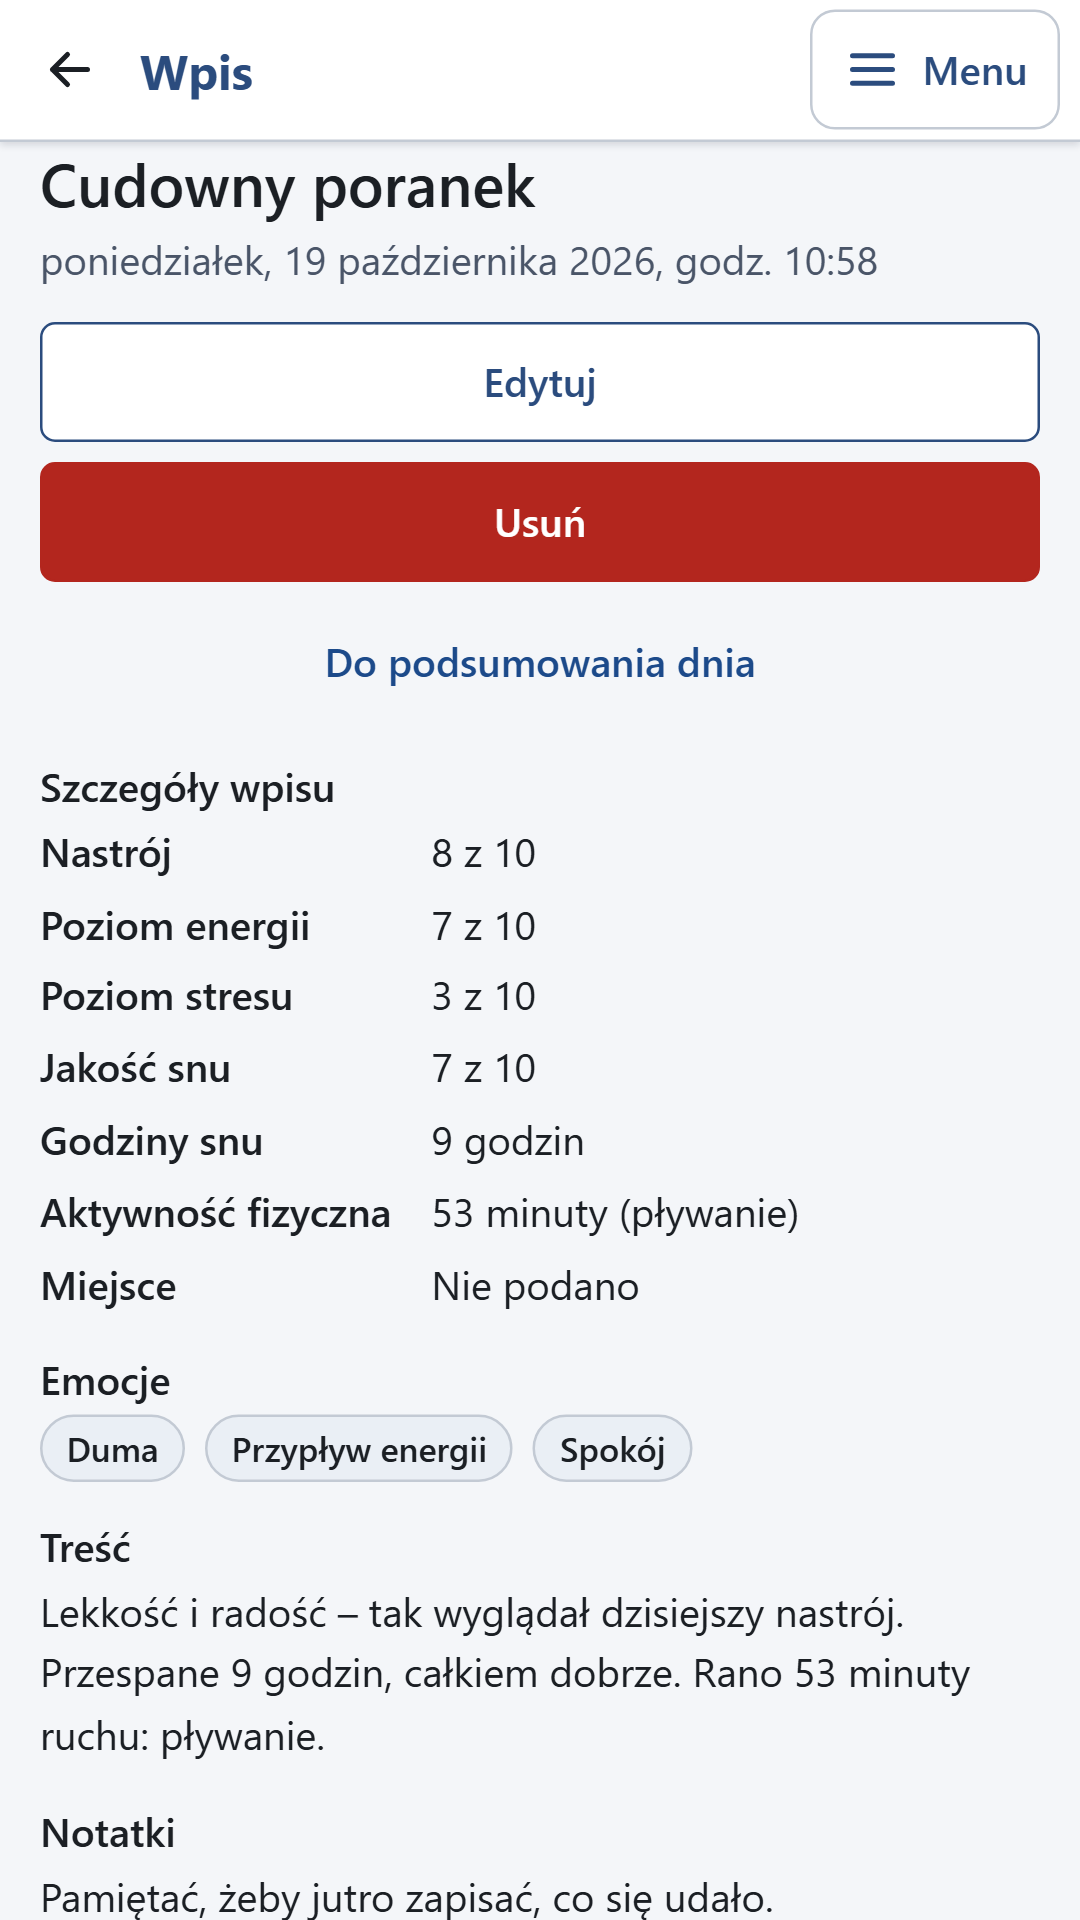 Wpis
Menu
Cudowny poranek
poniedziałek, 19 października 2026, godz. 10:58
Edytuj
Usuń
Do podsumowania dnia
Szczegóły wpisu
Nastrój 8 z 10
Poziom energii 7 z 10
Poziom stresu 3 z 10
Jakość snu 7 z 10
Godziny snu 9 godzin
Aktywność fizyczna 53 minuty (pływanie)
Miejsce Nie podano
Emocje
Duma Przypływ energii Spokój
Treść
Lekkość i radość – tak wyglądał dzisiejszy nastrój.
Przespane 9 godzin, całkiem dobrze. Rano 53 minuty
ruchu: pływanie.
Notatki
Pamiętać, żeby jutro zapisać, co się udało.